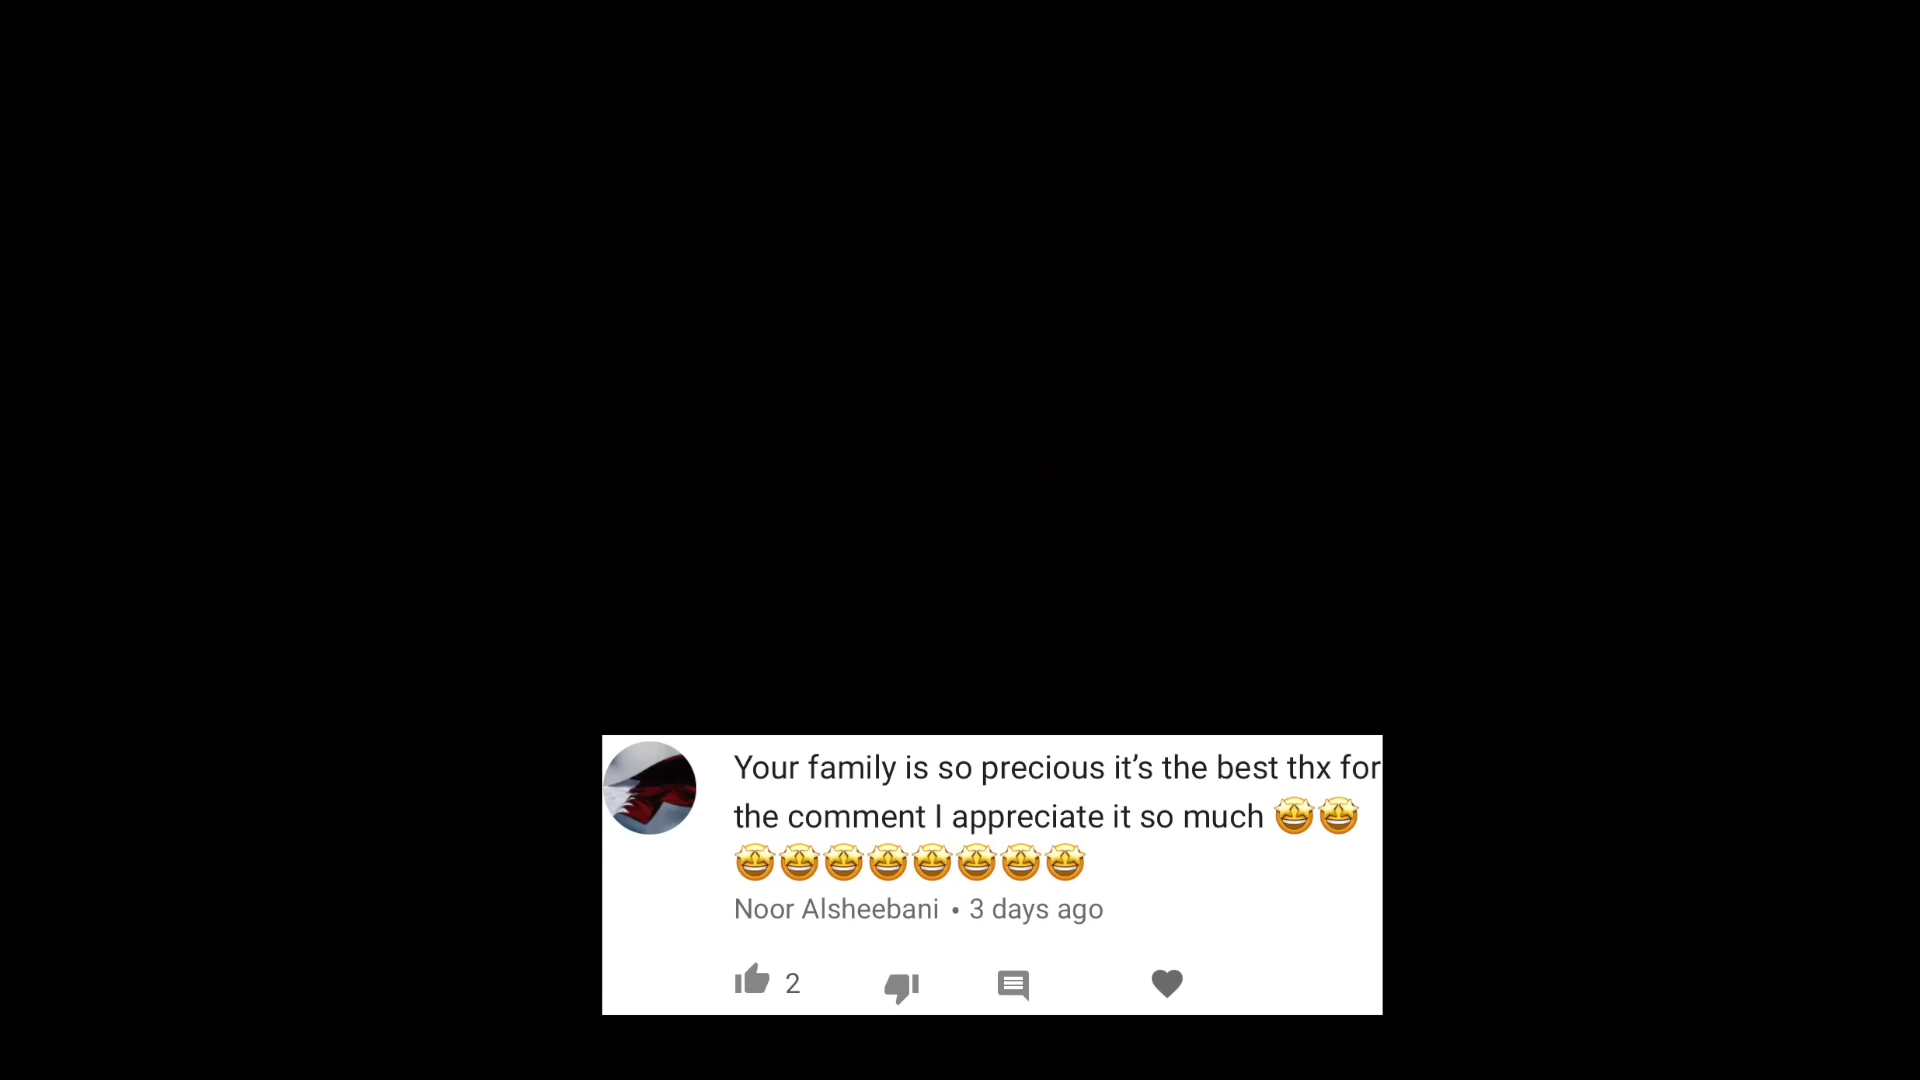 Your family is so precious it’s the best thx for
the comment I appreciate it so much 🤩🤩
🤩🤩🤩🤩🤩🤩🤩🤩
Noor Alsheebani • 3 days ago
2